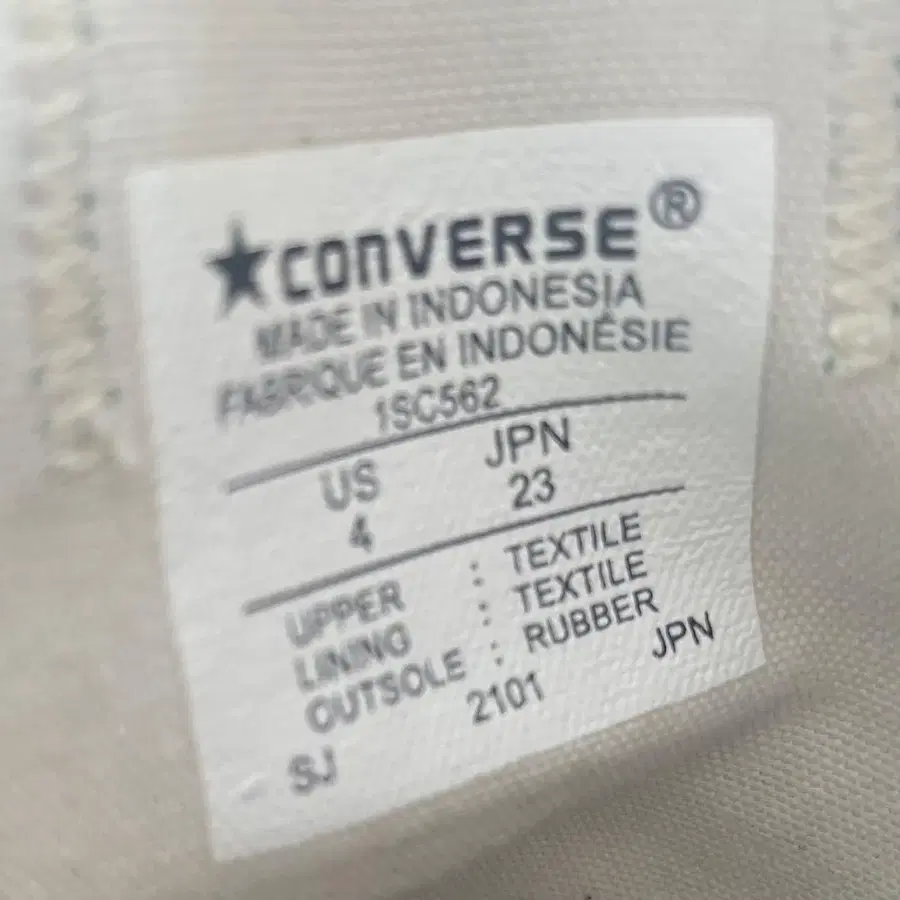 ★CONVERSE®
MADE IN INDONESIA
FABRIQUE EN INDONÉSIE
1SC562
US JPN
4 23
UPPER : TEXTILE
LINING : TEXTILE
OUTSOLE : RUBBER
SJ 2101 JPN